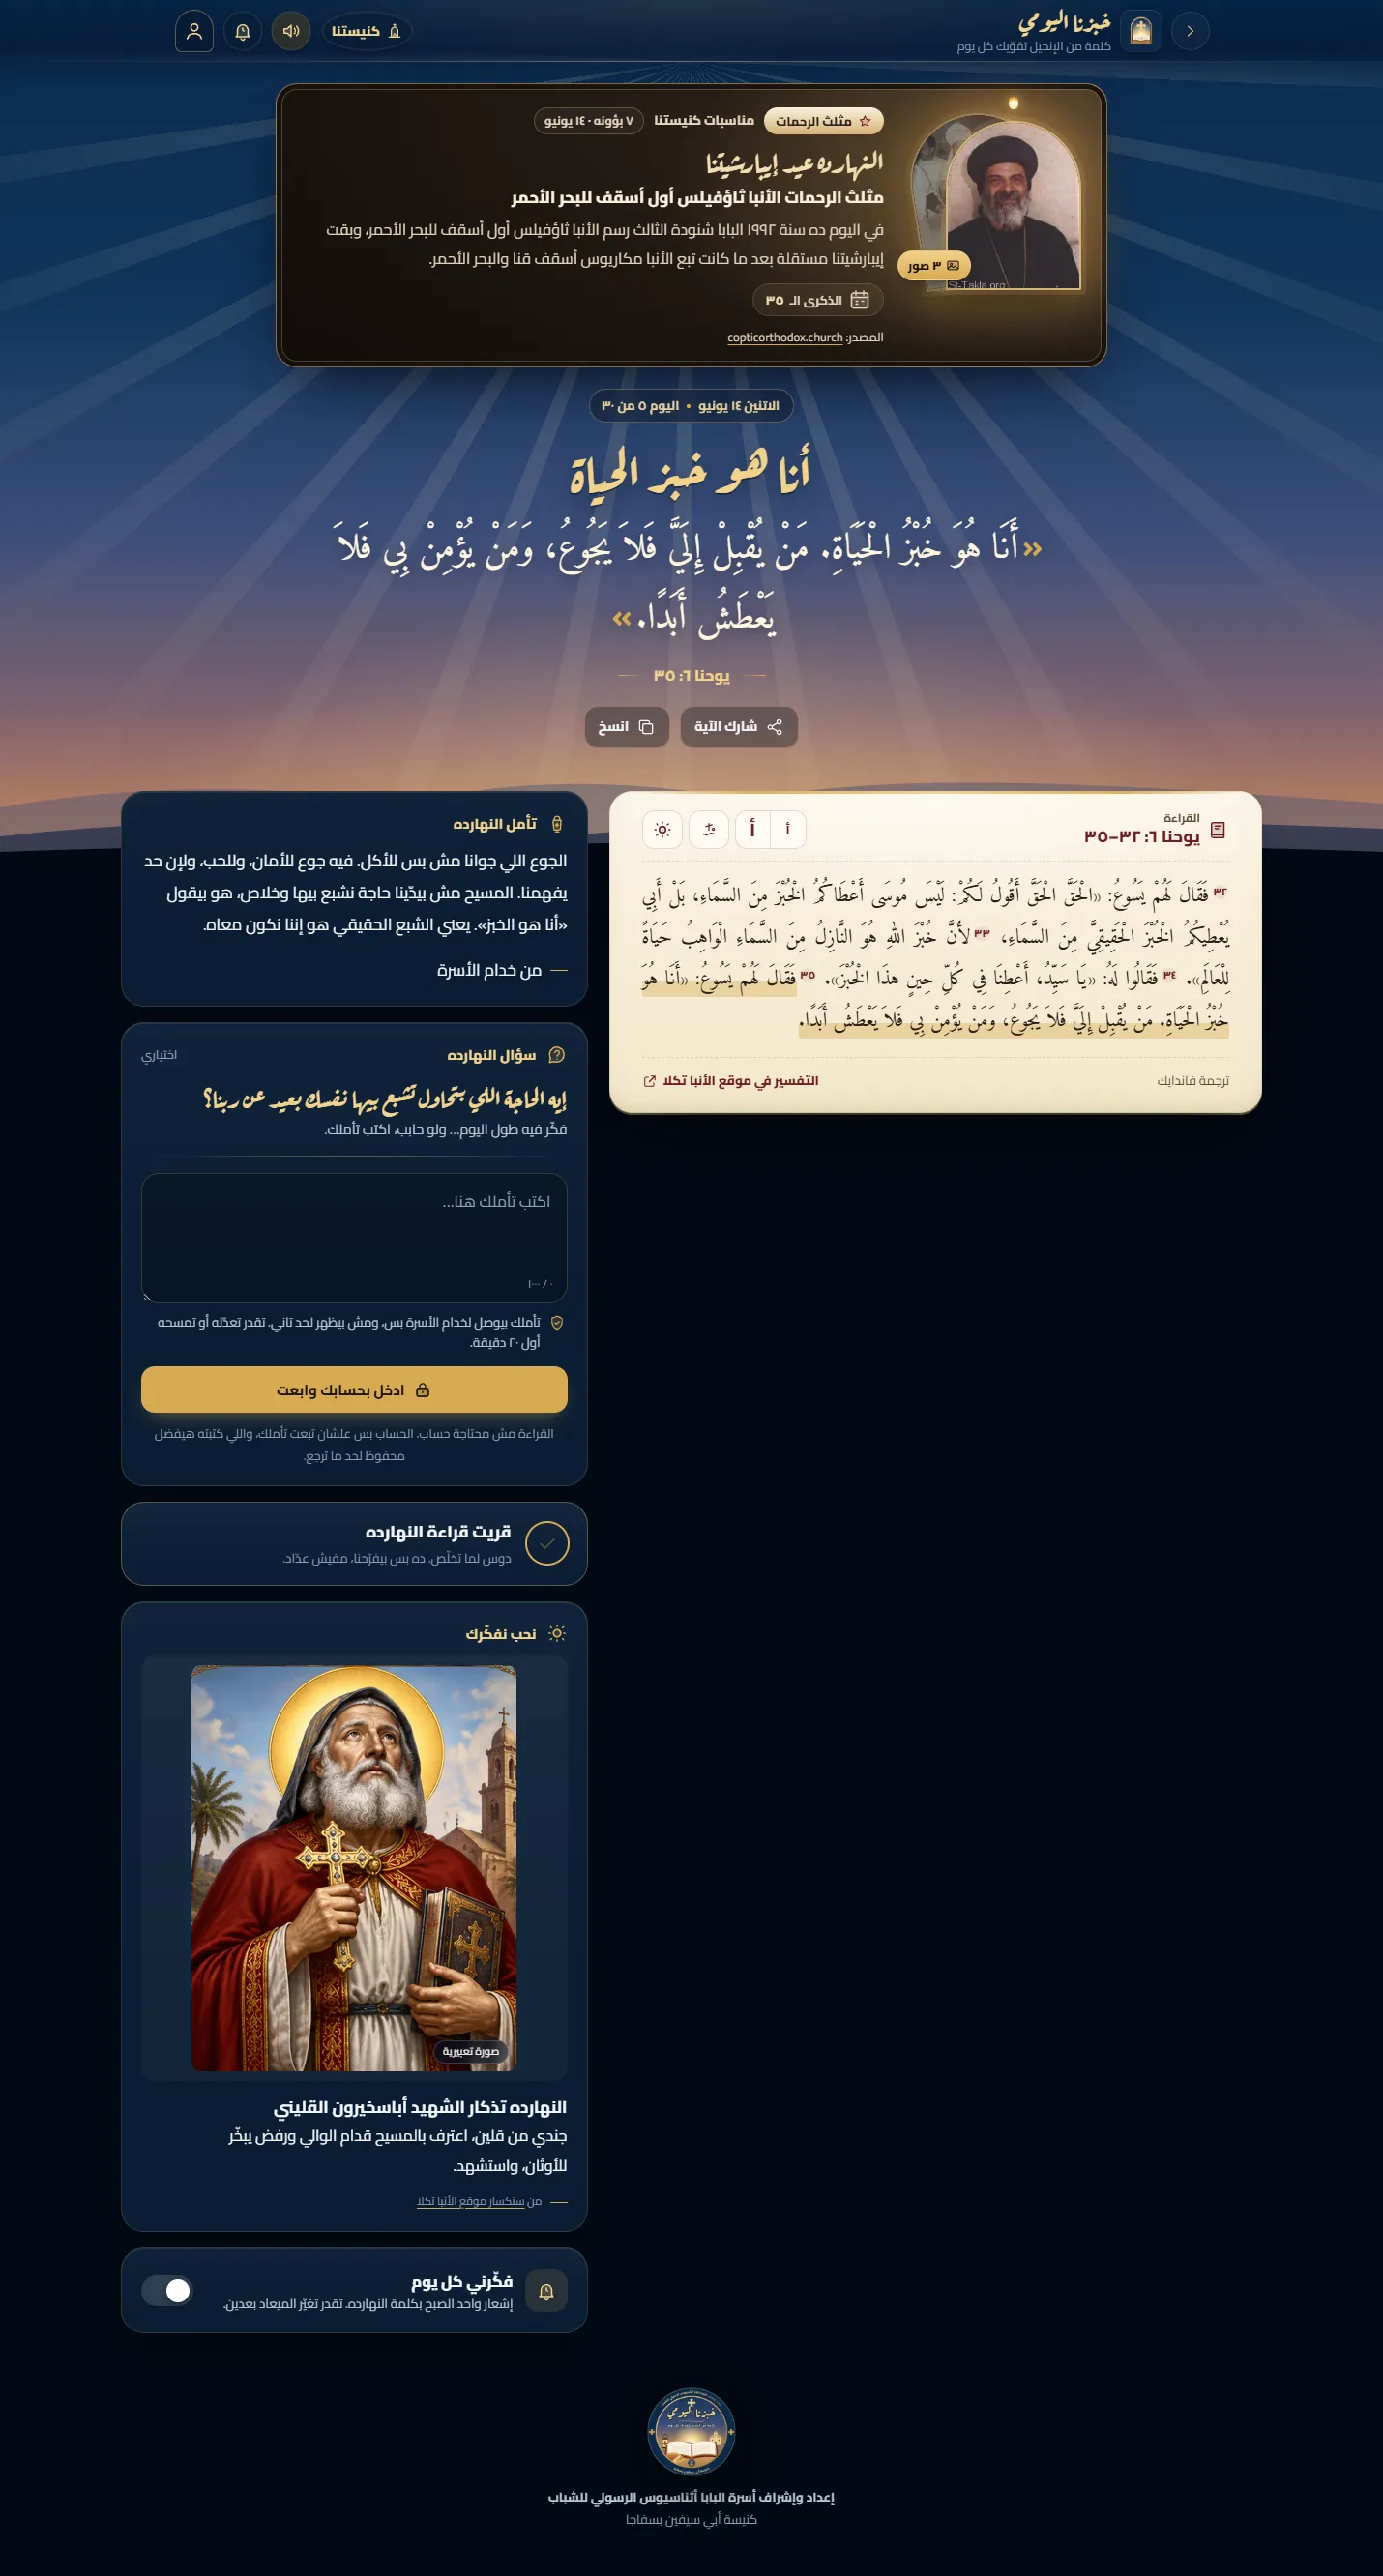 خبزنا اليومي
كلمة من الإنجيل تقوّيك كل يوم
كنيستنا
مثلث الرحمات
مناسبات كنيستنا
٧ بؤونه - ١٤ يونيو
النهارده عيد إيبارشيتنا
مثلث الرحمات الأنبا ثاؤفيلس أول أسقف للبحر الأحمر
في اليوم ده سنة ١٩٩٢ البابا شنودة الثالث رسم الأنبا ثاؤفيلس أول أسقف للبحر الأحمر، وبقت
إيبارشيتنا مستقلة بعد ما كانت تبع الأنبا مكاريوس أسقف قنا والبحر الأحمر.
٣ صور
St-Takla.org
الذكرى الـ ٣٥
المصدر: copticorthodox.church
الاتنين ١٤ يونيو • اليوم ٥ من ٣٠
أنا هو خبز الحياة
«أَنَا هُوَ خُبْزُ الْحَيَاةِ. مَنْ يُقْبِلْ إِلَيَّ فَلاَ يَجُوعُ، وَمَنْ يُؤْمِنْ بِي فَلاَ
يَعْطَشُ أَبَدًا.»
يوحنا ٦: ٣٥
شارك الآية
انسخ
القراءة
يوحنا ٦: ٣٢–٣٥
أ
أ
٣٢ فَقَالَ لَهُمْ يَسُوعُ: «الْحَقَّ الْحَقَّ أَقُولُ لَكُمْ: لَيْسَ مُوسَى أَعْطَاكُمُ الْخُبْزَ مِنَ السَّمَاءِ، بَلْ أَبِي
يُعْطِيكُمُ الْخُبْزَ الْحَقِيقِيَّ مِنَ السَّمَاءِ، ٣٣ لأَنَّ خُبْزَ اللهِ هُوَ النَّازِلُ مِنَ السَّمَاءِ الْوَاهِبُ حَيَاةً
لِلْعَالَمِ». ٣٤ فَقَالُوا لَهُ: «يَا سَيِّدُ، أَعْطِنَا فِي كُلِّ حِينٍ هذَا الْخُبْزَ». ٣٥ فَقَالَ لَهُمْ يَسُوعُ: «أَنَا هُوَ
خُبْزُ الْحَيَاةِ. مَنْ يُقْبِلْ إِلَيَّ فَلاَ يَجُوعُ، وَمَنْ يُؤْمِنْ بِي فَلاَ يَعْطَشُ أَبَدًا.
ترجمة فاندايك
التفسير في موقع الأنبا تكلا
تأمل النهارده
الجوع اللي جوانا مش بس للأكل. فيه جوع للأمان، وللحب، ولإن حد
يفهمنا. المسيح مش بيدّينا حاجة نشبع بيها وخلاص، هو بيقول
«أنا هو الخبز». يعني الشبع الحقيقي هو إننا نكون معاه.
من خدام الأسرة
سؤال النهارده
اختياري
إيه الحاجة اللي بتحاول تشبع بيها نفسك بعيد عن ربنا؟
فكّر فيه طول اليوم... ولو حابب، اكتب تأملك.
اكتب تأملك هنا...
٠ / ١٠٠٠
تأملك بيوصل لخدام الأسرة بس، ومش بيظهر لحد تاني. تقدر تعدّله أو تمسحه
أول ٢٠ دقيقة.
ادخل بحسابك وابعت
القراءة مش محتاجة حساب. الحساب بس علشان تبعت تأملك، واللي كتبته هيفضل
محفوظ لحد ما ترجع.
قريت قراءة النهارده
دوس لما تخلّص. ده بس بيفرّحنا، مفيش عدّاد.
نحب نفكّرك
صورة تعبيرية
النهارده تذكار الشهيد أباسخيرون القليني
جندي من قلين، اعترف بالمسيح قدام الوالي ورفض يبخّر
للأوثان، واستشهد.
من سنكسار موقع الأنبا تكلا
فكّرني كل يوم
إشعار واحد الصبح بكلمة النهارده. تقدر تغيّر الميعاد بعدين.
خبزنا اليومي
إعداد وإشراف أسرة البابا أثناسيوس الرسولي للشباب
كنيسة أبي سيفين بسفاجا